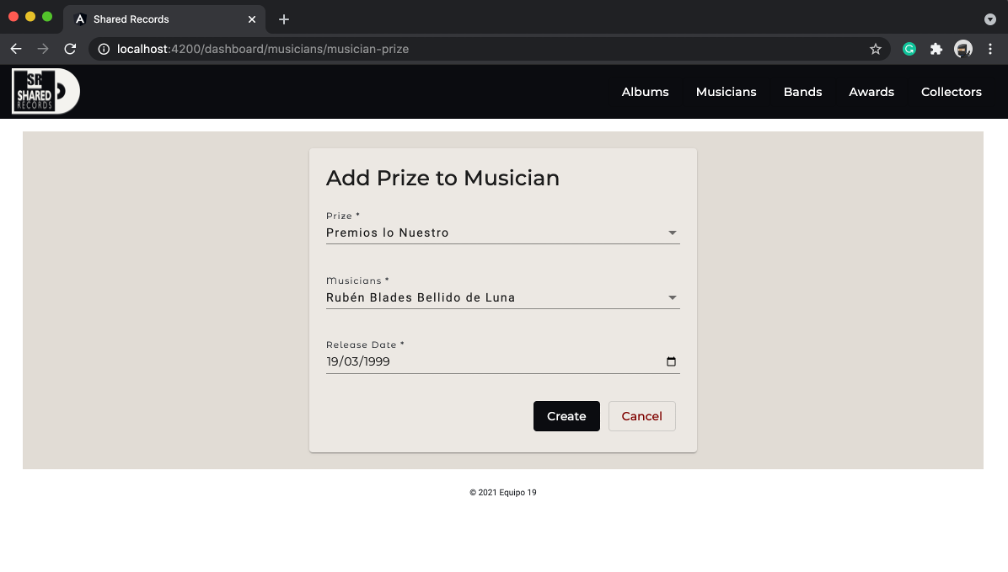 Shared Records
localhost:4200/dashboard/musicians/musician-prize
SR
SHARED
RECORDS
Albums
Musicians
Bands
Awards
Collectors
Add Prize to Musician
Prize *
Premios lo Nuestro
Musicians *
Rubén Blades Bellido de Luna
Release Date *
19/03/1999
Create
Cancel
© 2021 Equipo 19